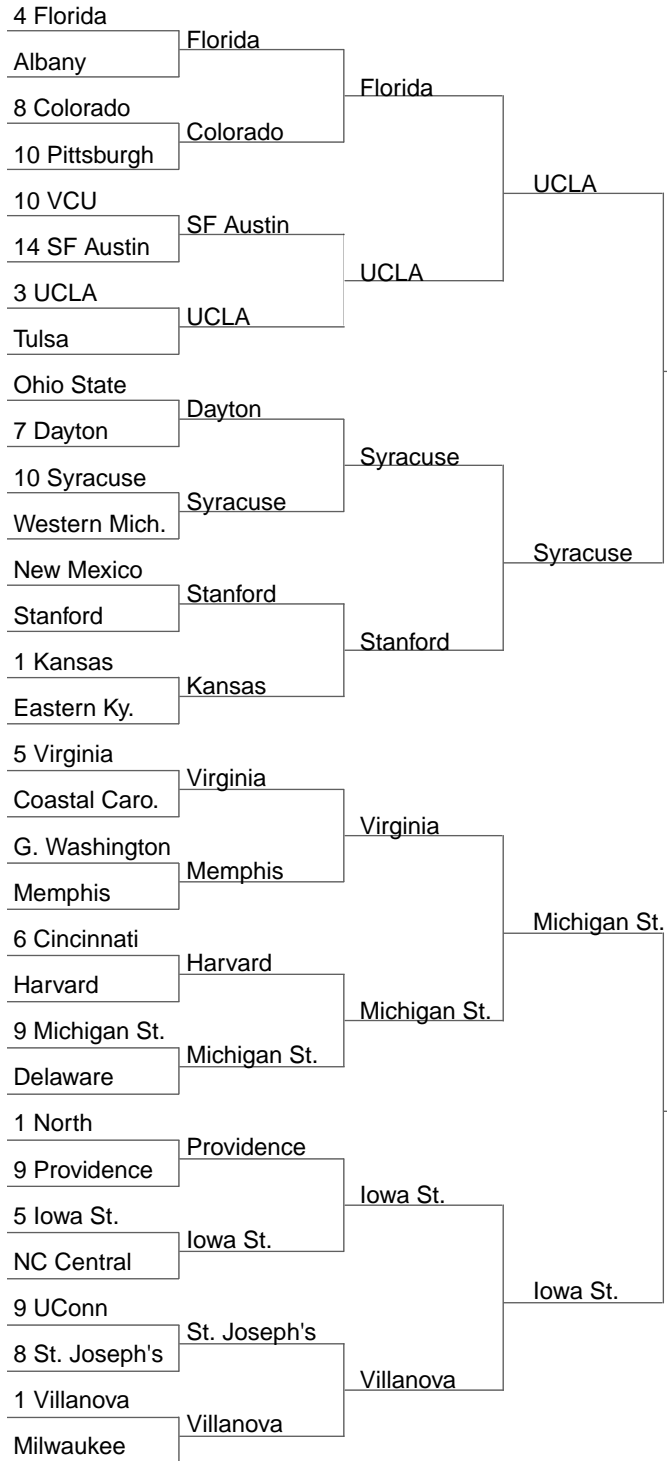 4 Florida
Albany
8 Colorado
10 Pittsburgh
10 VCU
14 SF Austin
3 UCLA
Tulsa
Ohio State
7 Dayton
10 Syracuse
Western Mich.
New Mexico
Stanford
1 Kansas
Eastern Ky.
5 Virginia
Coastal Caro.
G. Washington
Memphis
6 Cincinnati
Harvard
9 Michigan St.
Delaware
1 North
9 Providence
5 Iowa St.
NC Central
9 UConn
8 St. Joseph's
1 Villanova
Milwaukee
Florida
Colorado
SF Austin
UCLA
Dayton
Syracuse
Stanford
Kansas
Virginia
Memphis
Harvard
Michigan St.
Providence
Iowa St.
St. Joseph's
Villanova
Florida
UCLA
Syracuse
Stanford
Virginia
Michigan St.
Iowa St.
Villanova
UCLA
Syracuse
Michigan St.
Iowa St.